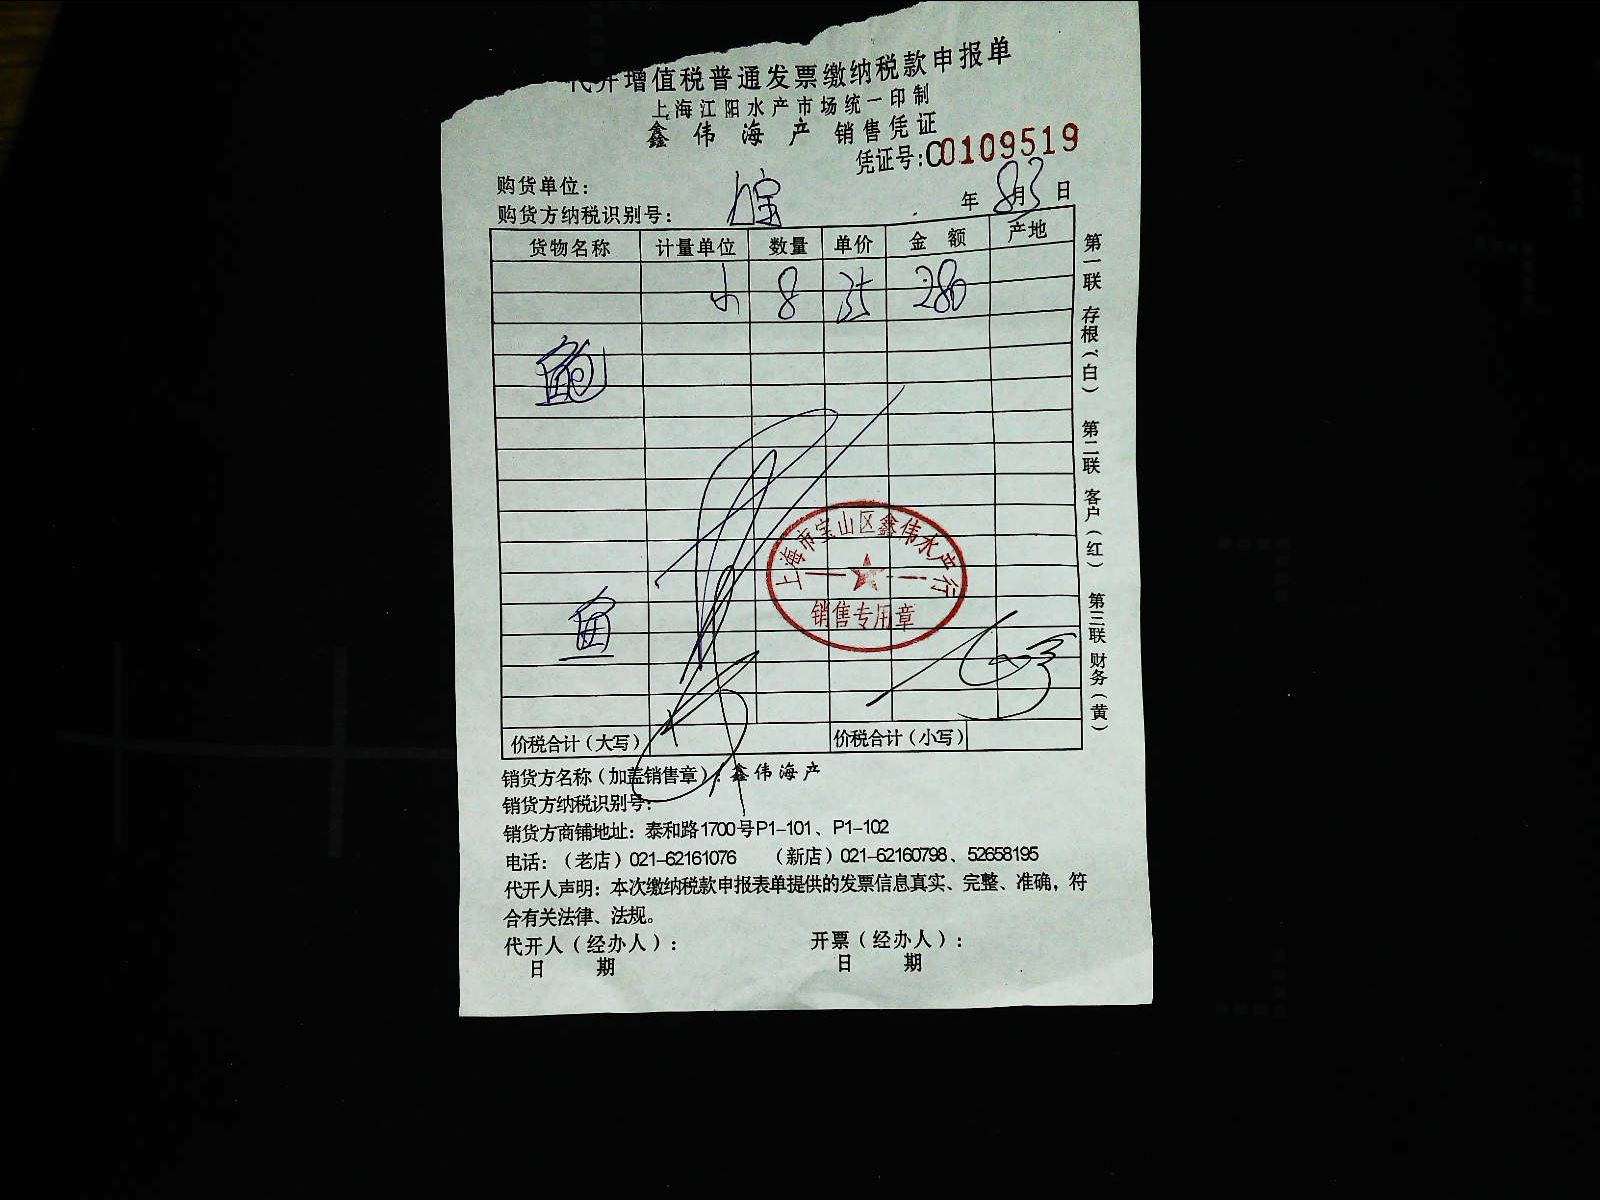 代开增值税普通发票缴纳税款申报单
上海江阳水产市场统一印制
鑫伟海产 销售凭证
凭证号:C0109519
购货单位:
购货方纳税识别号:
年 8月3日
货物名称 计量单位 数量 单价 金额 产地
8 35 280
第一联 存根(白) 第二联 客户(红) 第三联 财务(黄)
上海市宝山区鑫伟水产行
销售专用章
价税合计(大写) 价税合计(小写)
销货方名称(加盖销售章):鑫伟海产
销货方纳税识别号:
销货方商铺地址:泰和路1700号P1-101、P1-102
电话:(老店)021-62161076 (新店)021-62160798、52658195
代开人声明:本次缴纳税款申报表单提供的发票信息真实、完整、准确,符
合有关法律、法规。
代开人(经办人): 开票(经办人):
日 期 日 期